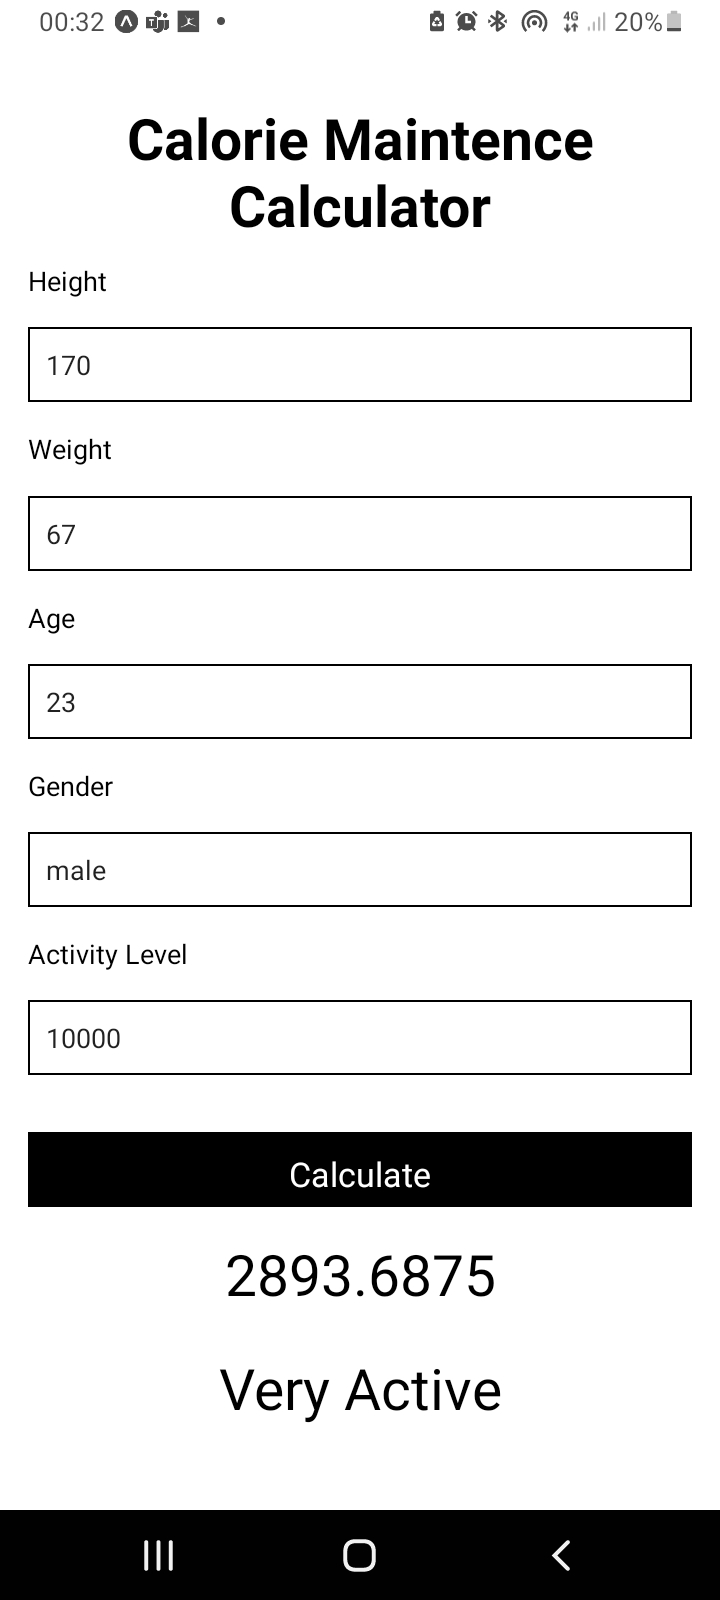 00:32 4G 20%
Calorie Maintence
Calculator
Height
170
Weight
67
Age
23
Gender
male
Activity Level
10000
Calculate
2893.6875
Very Active